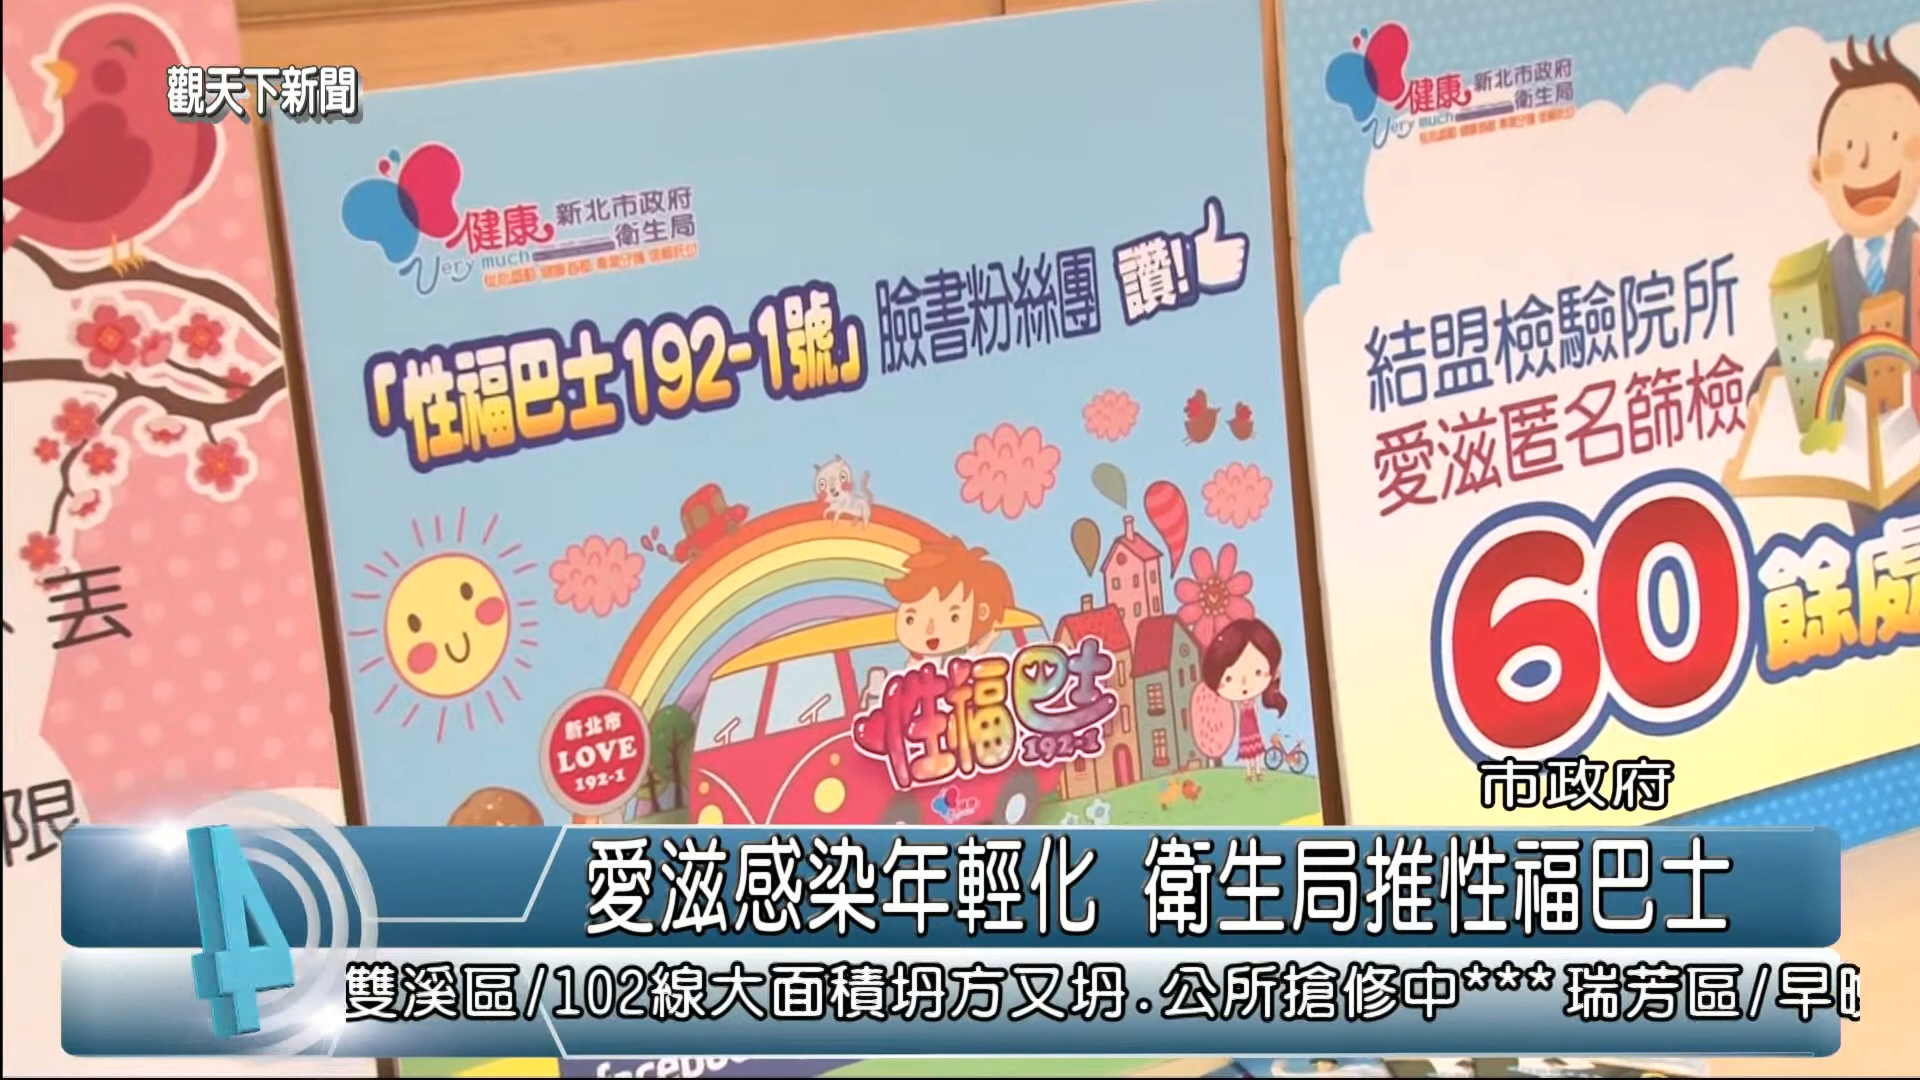 觀天下新聞
健康
Very much
新北市政府
衛生局
「性福巴士192-1號」臉書粉絲團 讚!
新北市
LOVE
192-1
性福巴士
192-1
健康
Very much
新北市政府
衛生局
結盟檢驗院所
愛滋匿名篩檢
60餘處
丟
限
市政府
4
愛滋感染年輕化 衛生局推性福巴士
雙溪區/102線大面積坍方又坍.公所搶修中***瑞芳區/早